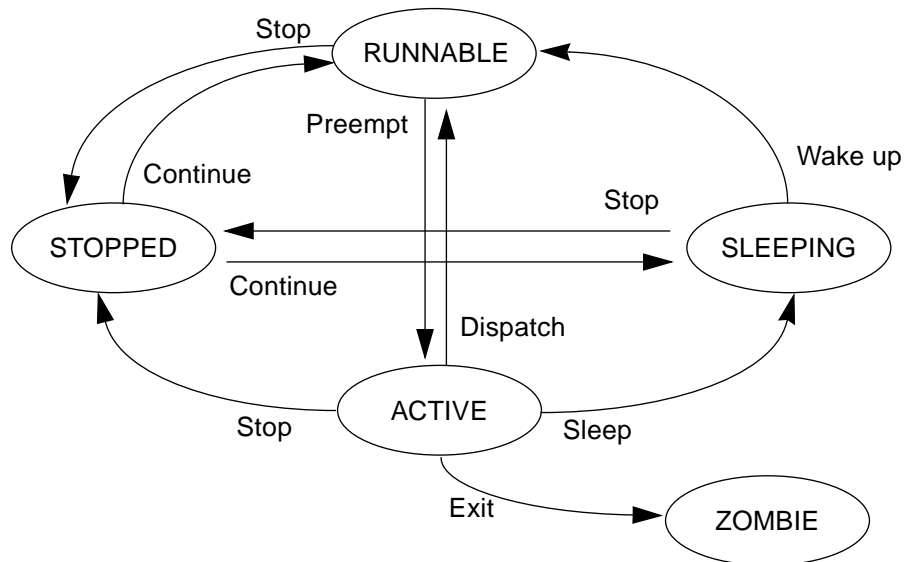 Stop
RUNNABLE
Preempt
Wake up
Continue
Stop
STOPPED
SLEEPING
Continue
Dispatch
ACTIVE
Stop
Sleep
Exit
ZOMBIE